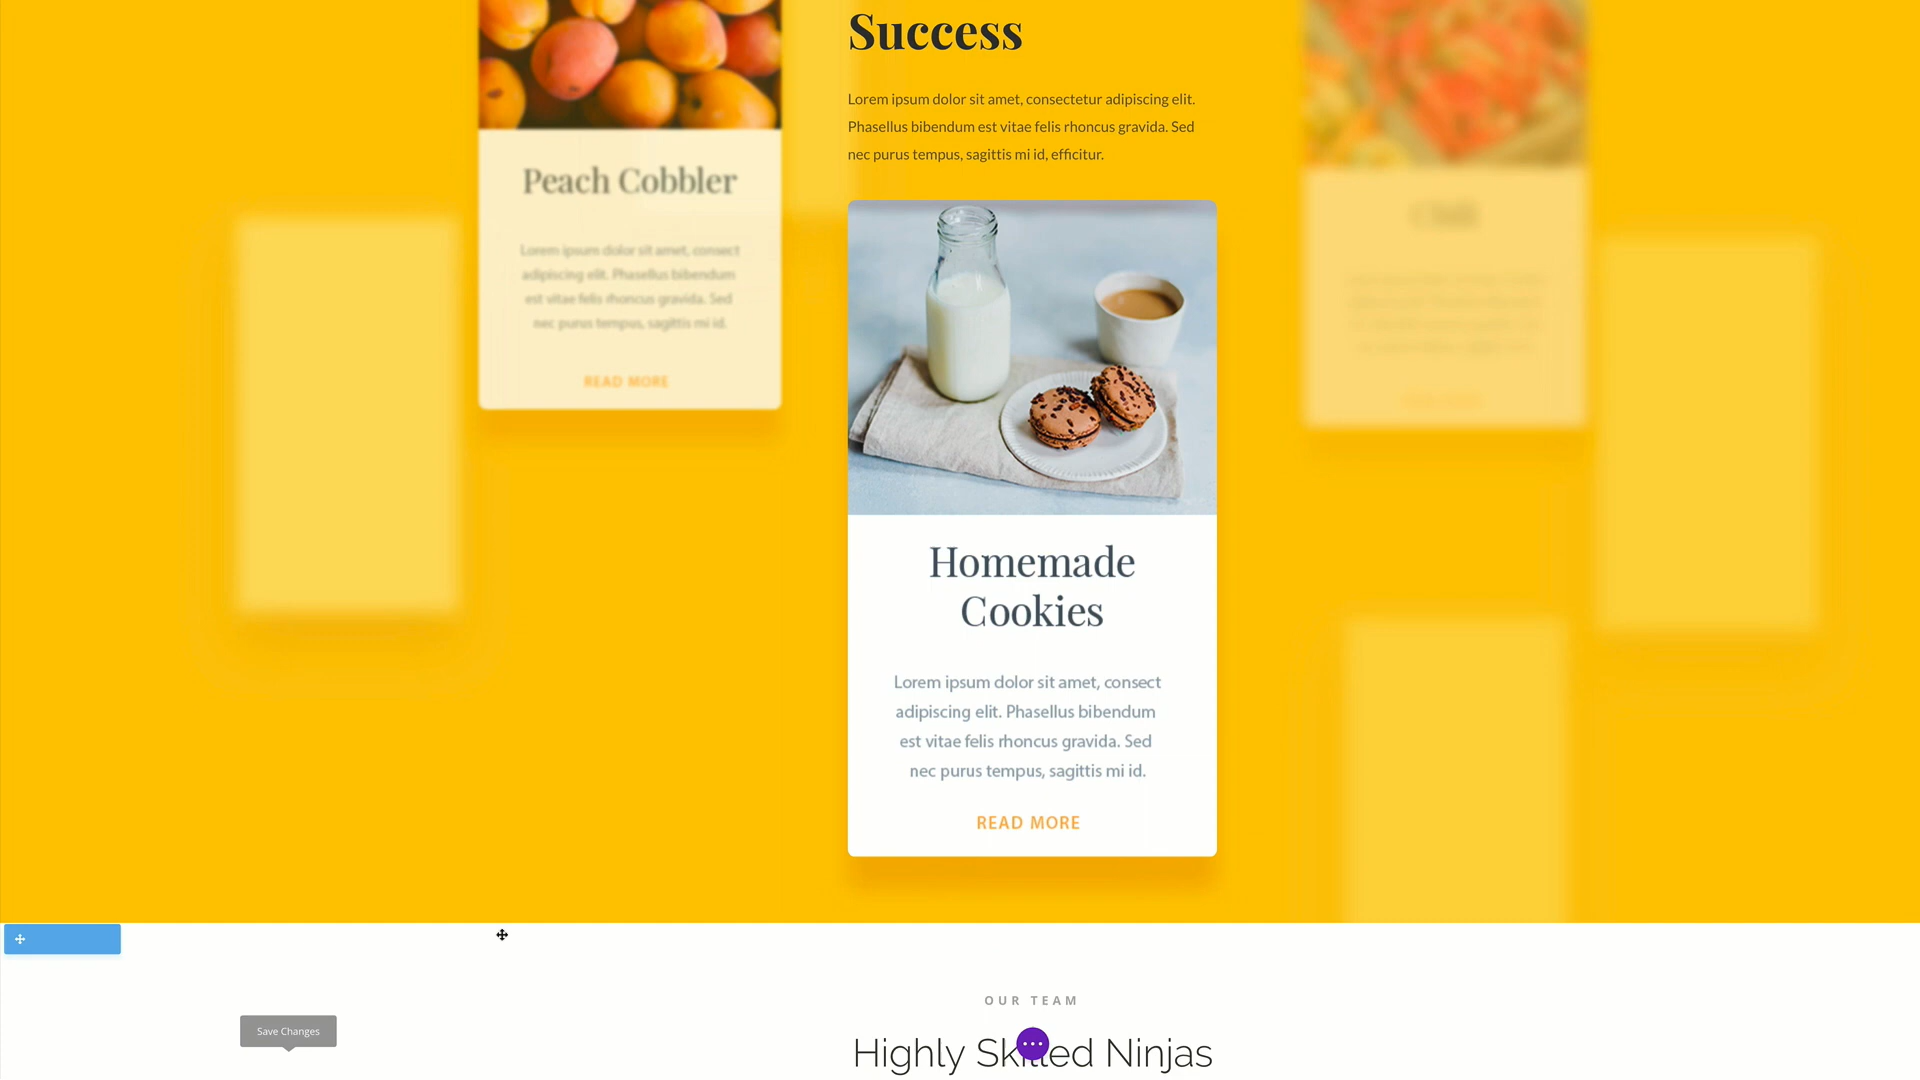 Success
Lorem ipsum dolor sit amet, consectetur adipiscing elit.
Phasellus bibendum est vitae felis rhoncus gravida. Sed
nec purus tempus, sagittis mi id, efficitur.
Peach Cobbler
Lorem ipsum dolor sit amet, consect
adipiscing elit. Phasellus bibendum
est vitae felis rhoncus gravida. Sed
nec purus tempus, sagittis mi id.
READ MORE
Chili
Homemade
Cookies
Lorem ipsum dolor sit amet, consect
adipiscing elit. Phasellus bibendum
est vitae felis rhoncus gravida. Sed
nec purus tempus, sagittis mi id.
READ MORE
OUR TEAM
Highly Skilled Ninjas
Save Changes